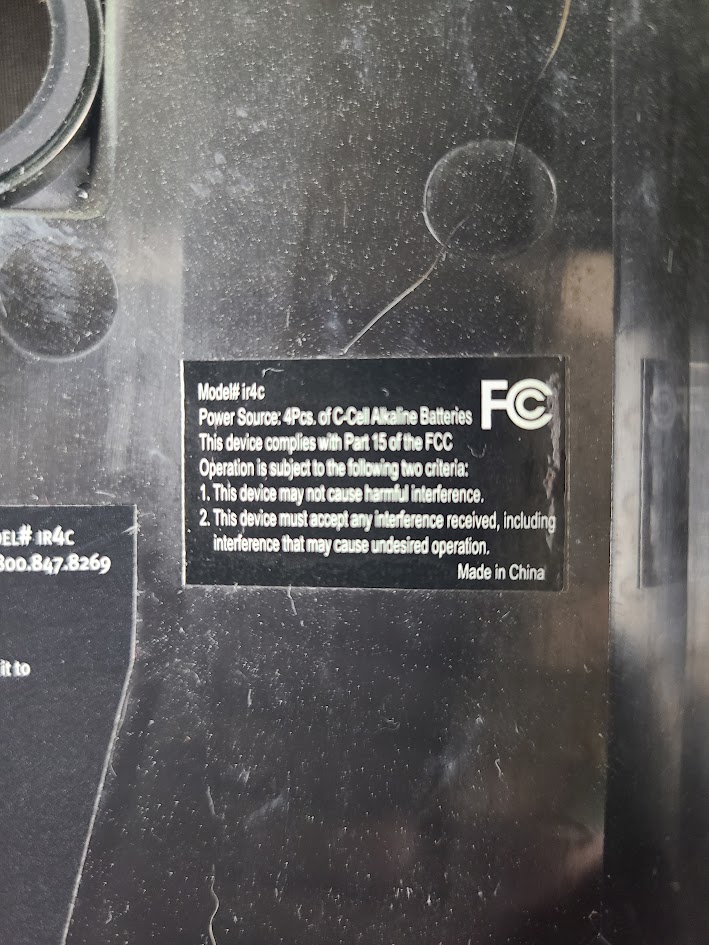 Model# ir4c
FC
Power Source: 4Pcs. of C-Cell Alkaline Batteries
This device complies with Part 15 of the FCC
Operation is subject to the following two criteria:
1. This device may not cause harmful interference.
2. This device must accept any interference received, including
interference that may cause undesired operation.
Made in China
DEL# IR4C
800.847.8269
it to